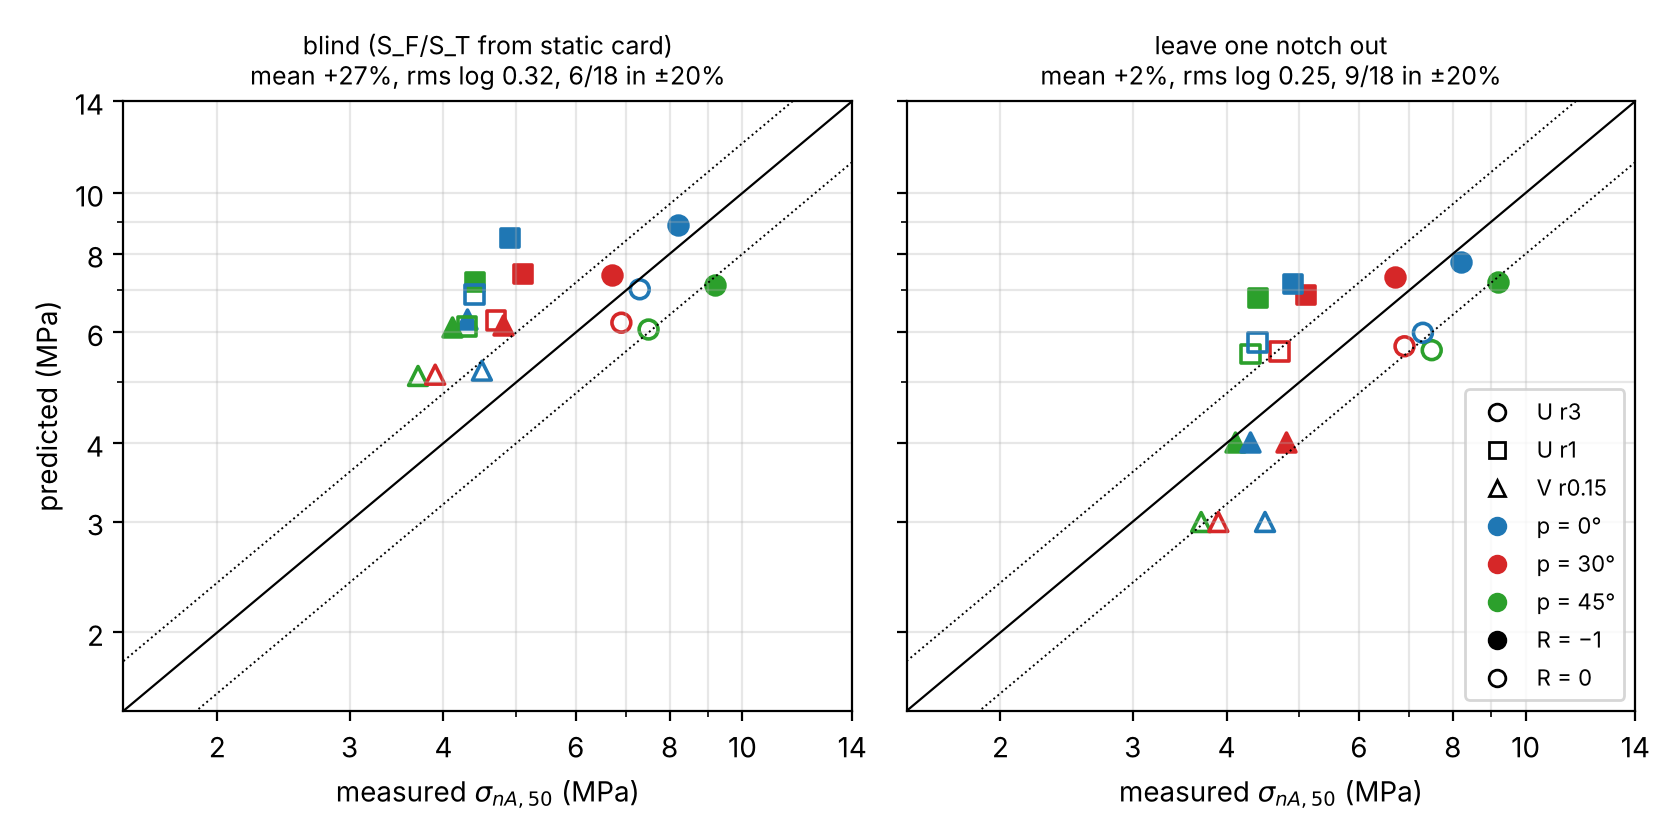 blind (S_F/S_T from static card)
mean +27%, rms log 0.32, 6/18 in ±20%
14
10
8
6
4
3
2
predicted (MPa)
2 3 4 6 8 10 14
measured σnA, 50 (MPa)
leave one notch out
mean +2%, rms log 0.25, 9/18 in ±20%
U r3
U r1
V r0.15
p = 0°
p = 30°
p = 45°
R = −1
R = 0
2 3 4 6 8 10 14
measured σnA, 50 (MPa)